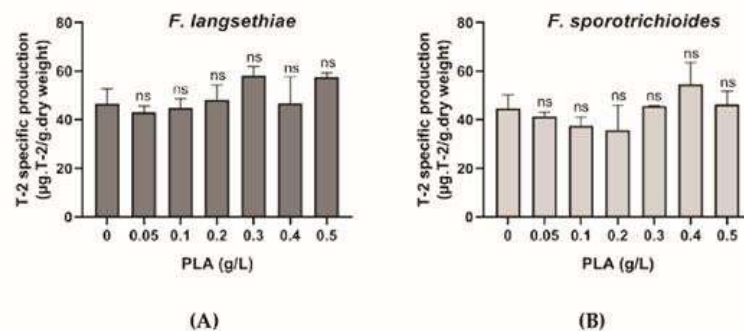 F. langsethiae
T-2 specific production
(µg.T-2/g.dry weight)
80
60
40
20
0
ns
ns
ns
ns
ns
ns
0 0.05 0.1 0.2 0.3 0.4 0.5
PLA (g/L)
(A)
F. sporotrichioides
T-2 specific production
(µg.T-2/g.dry weight)
80
60
40
20
0
ns
ns
ns
ns
ns
ns
0 0.05 0.1 0.2 0.3 0.4 0.5
PLA (g/L)
(B)